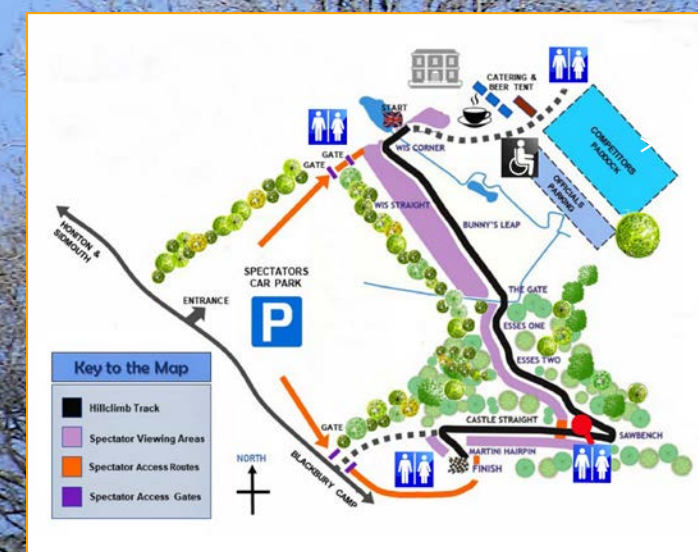 CATERING &
BEER TENT
START
WIS CORNER
COMPETITORS
PADDOCK
OFFICIALS
PARKING
GATE
GATE
WIS STRAIGHT
BUNNY'S LEAP
HONITON &
SIDMOUTH
SPECTATORS
CAR PARK
P
ENTRANCE
THE GATE
ESSES ONE
ESSES TWO
Key to the Map
Hillclimb Track
Spectator Viewing Areas
Spectator Access Routes
Spectator Access Gates
NORTH
GATE
CASTLE STRAIGHT
SAWBENCH
MARTINI HAIRPIN
FINISH
BLACKBURY CAMP